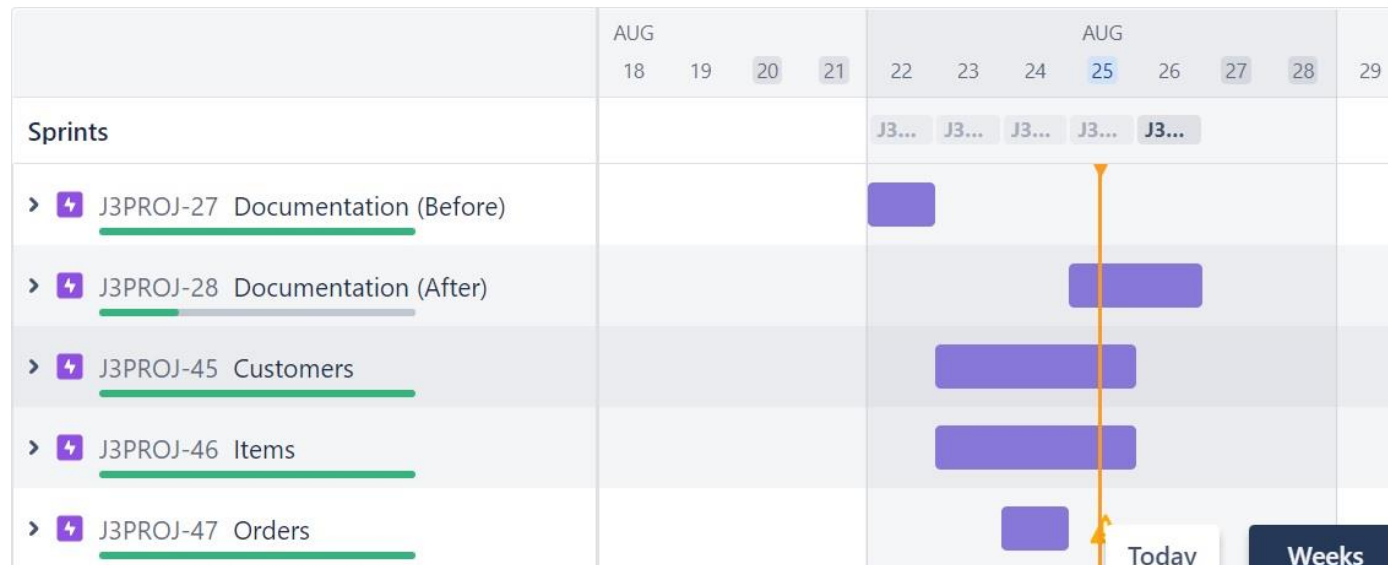 AUG AUG
18 19 20 21 22 23 24 25 26 27 28 29
Sprints J3... J3... J3... J3... J3...
J3PROJ-27 Documentation (Before)
J3PROJ-28 Documentation (After)
J3PROJ-45 Customers
J3PROJ-46 Items
J3PROJ-47 Orders
Today Weeks